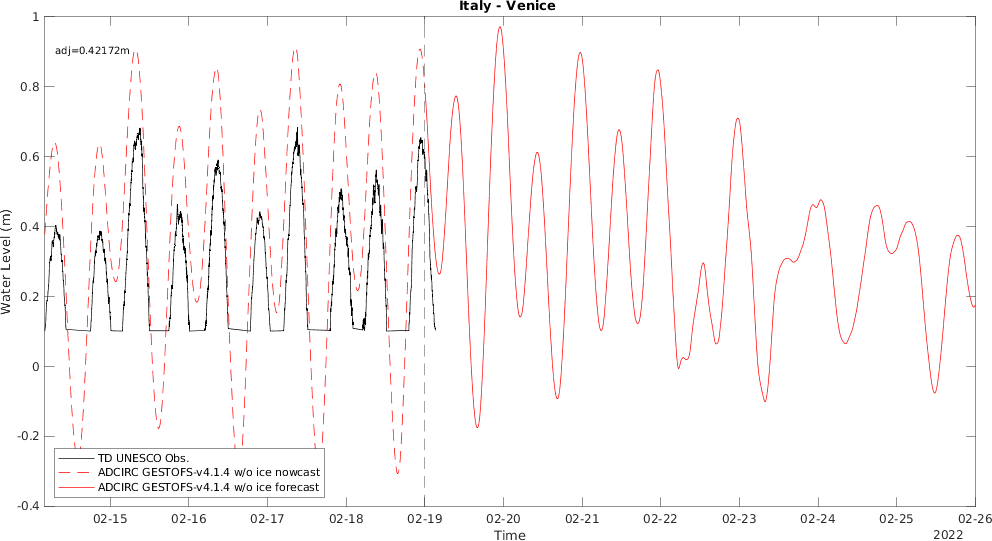 Italy - Venice
1
adj=0.42172m
0.8
0.6
0.4
0.2
0
-0.2
-0.4
Water Level (m)
TD UNESCO Obs.
ADCIRC GESTOFS-v4.1.4 w/o ice nowcast
ADCIRC GESTOFS-v4.1.4 w/o ice forecast
02-15 02-16 02-17 02-18 02-19 02-20 02-21 02-22 02-23 02-24 02-25 02-26
Time
2022